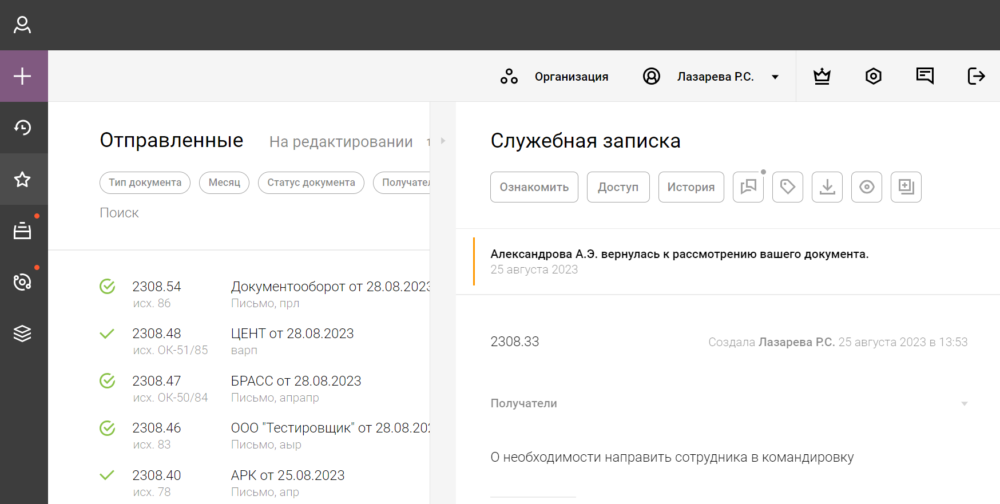 Организация
Лазарева Р.С.
Отправленные
На редактировании
Тип документа
Месяц
Статус документа
Поиск
2308.54
Документооборот от 28.08.2023
исх. 86
Письмо, прл
2308.48
ЦЕНТ от 28.08.2023
исх. ОК-51/85
варп
2308.47
БРАСС от 28.08.2023
исх. ОК-50/84
Письмо, апрапр
2308.46
ООО "Тестировщик" от 28.08.202
исх. 83
Письмо, аыр
2308.40
АРК от 25.08.2023
исх. 78
Письмо, апр
Служебная записка
Ознакомить
Доступ
История
Александрова А.Э. вернулась к рассмотрению вашего документа.
25 августа 2023
2308.33
Создала Лазарева Р.С. 25 августа 2023 в 13:53
Получатели
О необходимости направить сотрудника в командировку